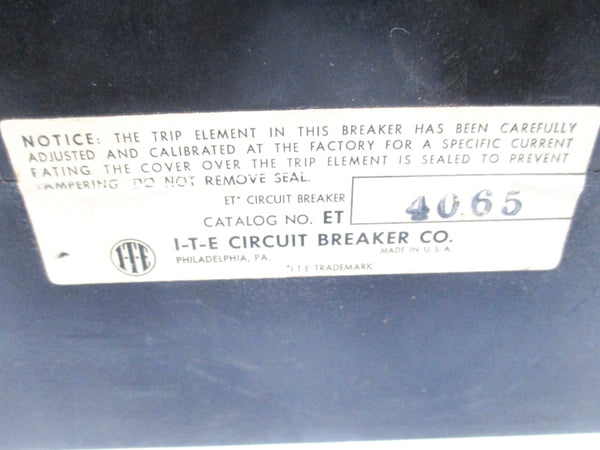 NOTICE: THE TRIP ELEMENT IN THIS BREAKER HAS BEEN CAREFULLY
ADJUSTED AND CALIBRATED AT THE FACTORY FOR A SPECIFIC CURRENT
RATING. THE COVER OVER THE TRIP ELEMENT IS SEALED TO PREVENT
TAMPERING. DO NOT REMOVE SEAL.
ET* CIRCUIT BREAKER
CATALOG NO. ET 4065
I-T-E I-T-E CIRCUIT BREAKER CO.
PHILADELPHIA, PA. MADE IN U.S.A.
*I-T-E TRADEMARK